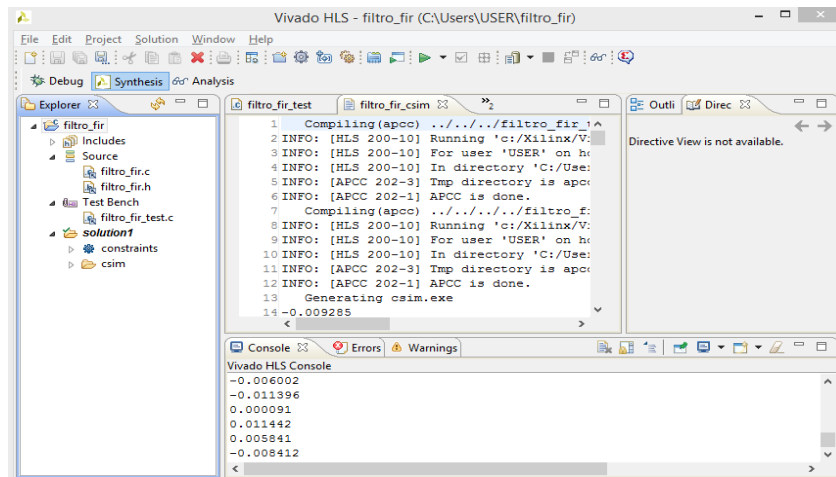 Vivado HLS - filtro_fir (C:\Users\USER\filtro_fir)
File Edit Project Solution Window Help
Debug Synthesis Analysis
Explorer
filtro_fir
Includes
Source
filtro_fir.c
filtro_fir.h
Test Bench
filtro_fir_test.c
solution1
constraints
csim
filtro_fir_test filtro_fir_csim »2
1 Compiling(apcc) ../../../filtro_fir_
2 INFO: [HLS 200-10] Running 'c:/Xilinx/
3 INFO: [HLS 200-10] For user 'USER' on
4 INFO: [HLS 200-10] In directory 'C:/User
5 INFO: [APCC 202-3] Tmp directory is
6 INFO: [APCC 202-1] APCC is done.
7 Compiling(apcc) ../../../../
8 INFO: [HLS 200-10] Running 'c:/Xilinx/
9 INFO: [HLS 200-10] For user 'USER' on
10 INFO: [HLS 200-10] In directory 'C:/User
11 INFO: [APCC 202-3] Tmp directory is
12 INFO: [APCC 202-1] APCC is done.
13 Generating csim.exe
14 -0.009285
Outli Direc
Directive View is not available.
Console Errors Warnings
Vivado HLS Console
-0.006002
-0.011396
0.000091
0.011442
0.005841
-0.008412